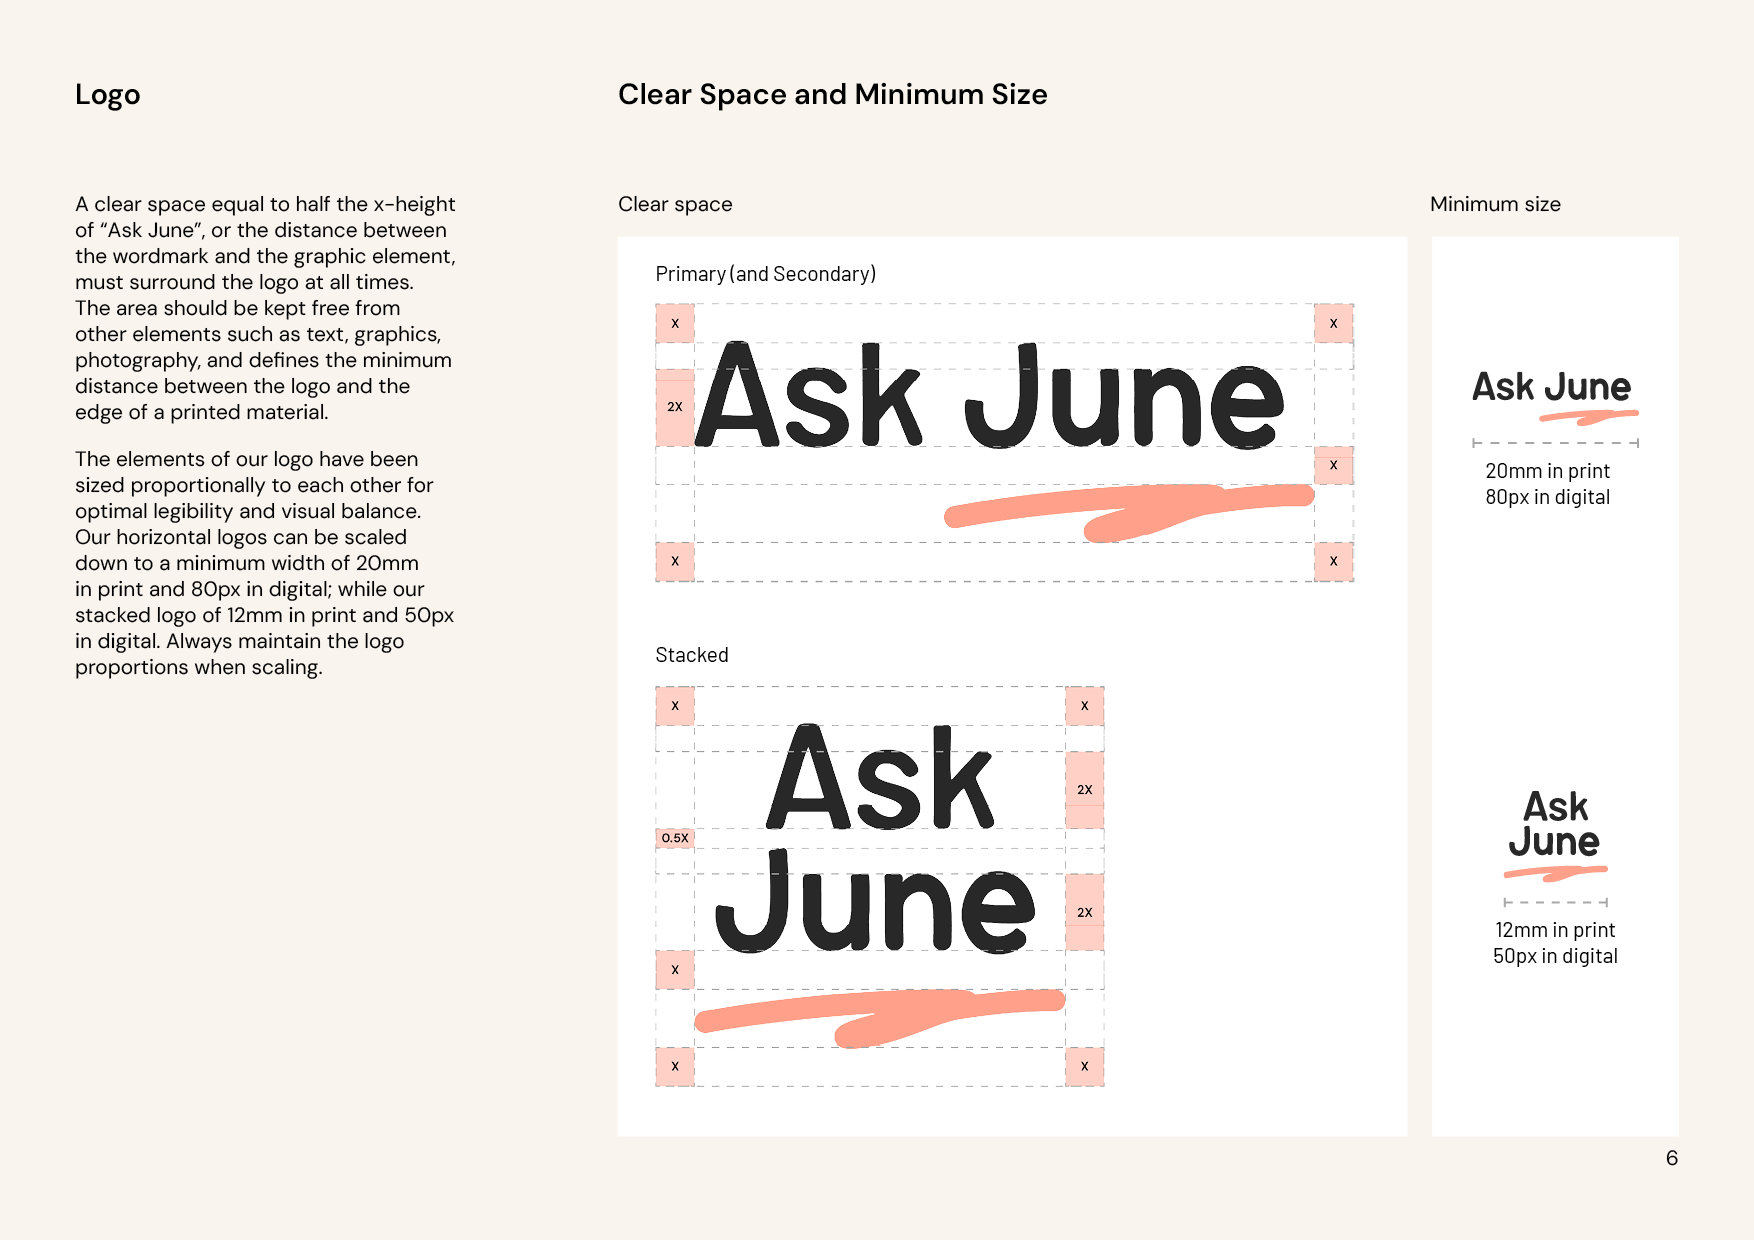 Logo
Clear Space and Minimum Size
A clear space equal to half the x-height
of “Ask June”, or the distance between
the wordmark and the graphic element,
must surround the logo at all times.
The area should be kept free from
other elements such as text, graphics,
photography, and defines the minimum
distance between the logo and the
edge of a printed material.
The elements of our logo have been
sized proportionally to each other for
optimal legibility and visual balance.
Our horizontal logos can be scaled
down to a minimum width of 20mm
in print and 80px in digital; while our
stacked logo of 12mm in print and 50px
in digital. Always maintain the logo
proportions when scaling.
Clear space
Primary (and Secondary)
X
X
2X
Ask June
X
X
X
Stacked
X
X
Ask
2X
0.5X
June
2X
X
X
X
Minimum size
Ask June
20mm in print
80px in digital
Ask
June
12mm in print
50px in digital
6